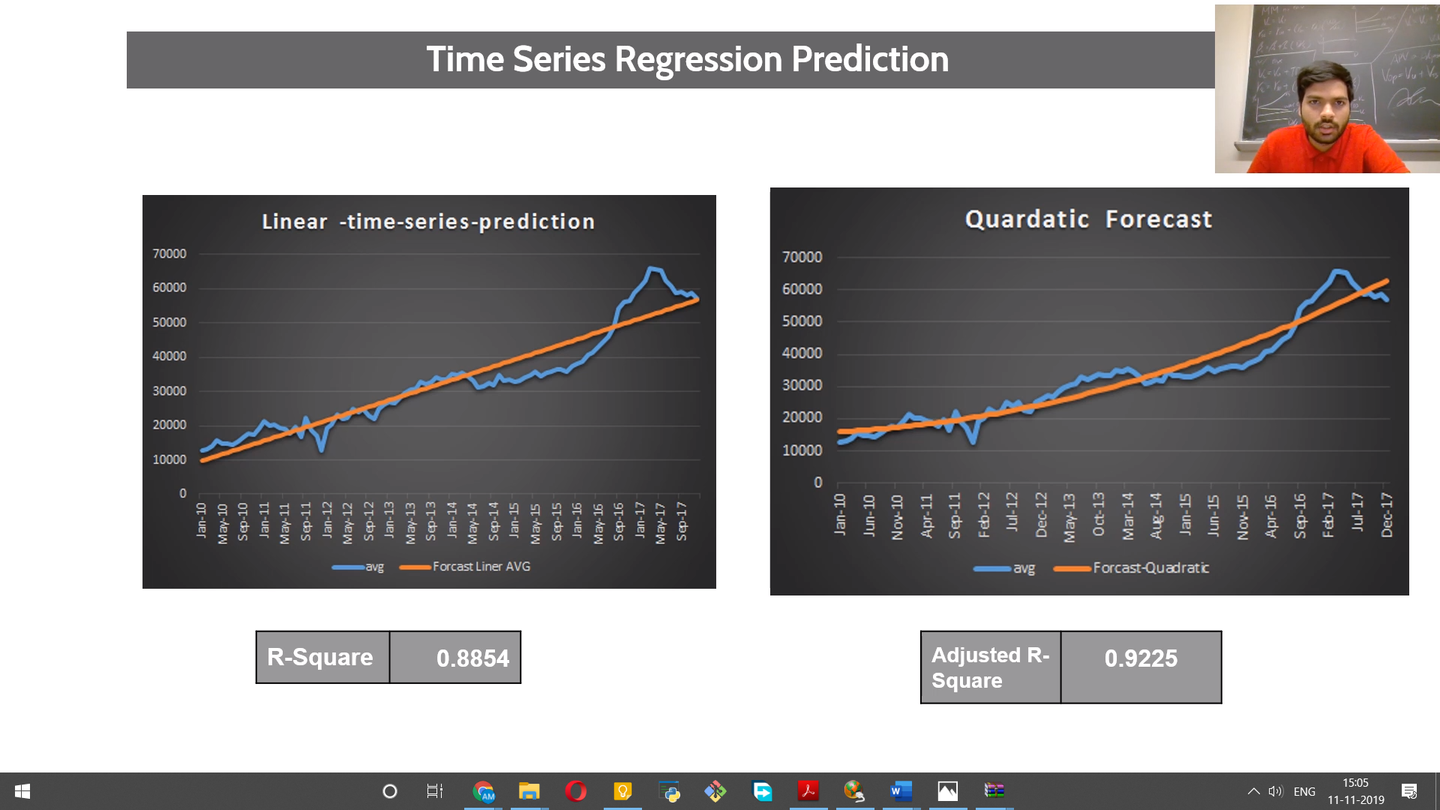 Time Series Regression Prediction
Linear -time-series-prediction
70000
60000
50000
40000
30000
20000
10000
0
Jan-10 May-10 Sep-10 Jan-11 May-11 Sep-11 Jan-12 May-12 Sep-12 Jan-13 May-13 Sep-13 Jan-14 May-14 Sep-14 Jan-15 May-15 Sep-15 Jan-16 May-16 Sep-16 Jan-17 May-17 Sep-17
avg Forcast Liner AVG
R-Square 0.8854
Quardatic Forecast
70000
60000
50000
40000
30000
20000
10000
0
Jan-10 Jun-10 Nov-10 Apr-11 Sep-11 Feb-12 Jul-12 Dec-12 May-13 Oct-13 Mar-14 Aug-14 Jan-15 Jun-15 Nov-15 Apr-16 Sep-16 Feb-17 Jul-17 Dec-17
avg Forcast-Quadratic
Adjusted R- 0.9225
Square
AM
W
ENG
15:05
11-11-2019